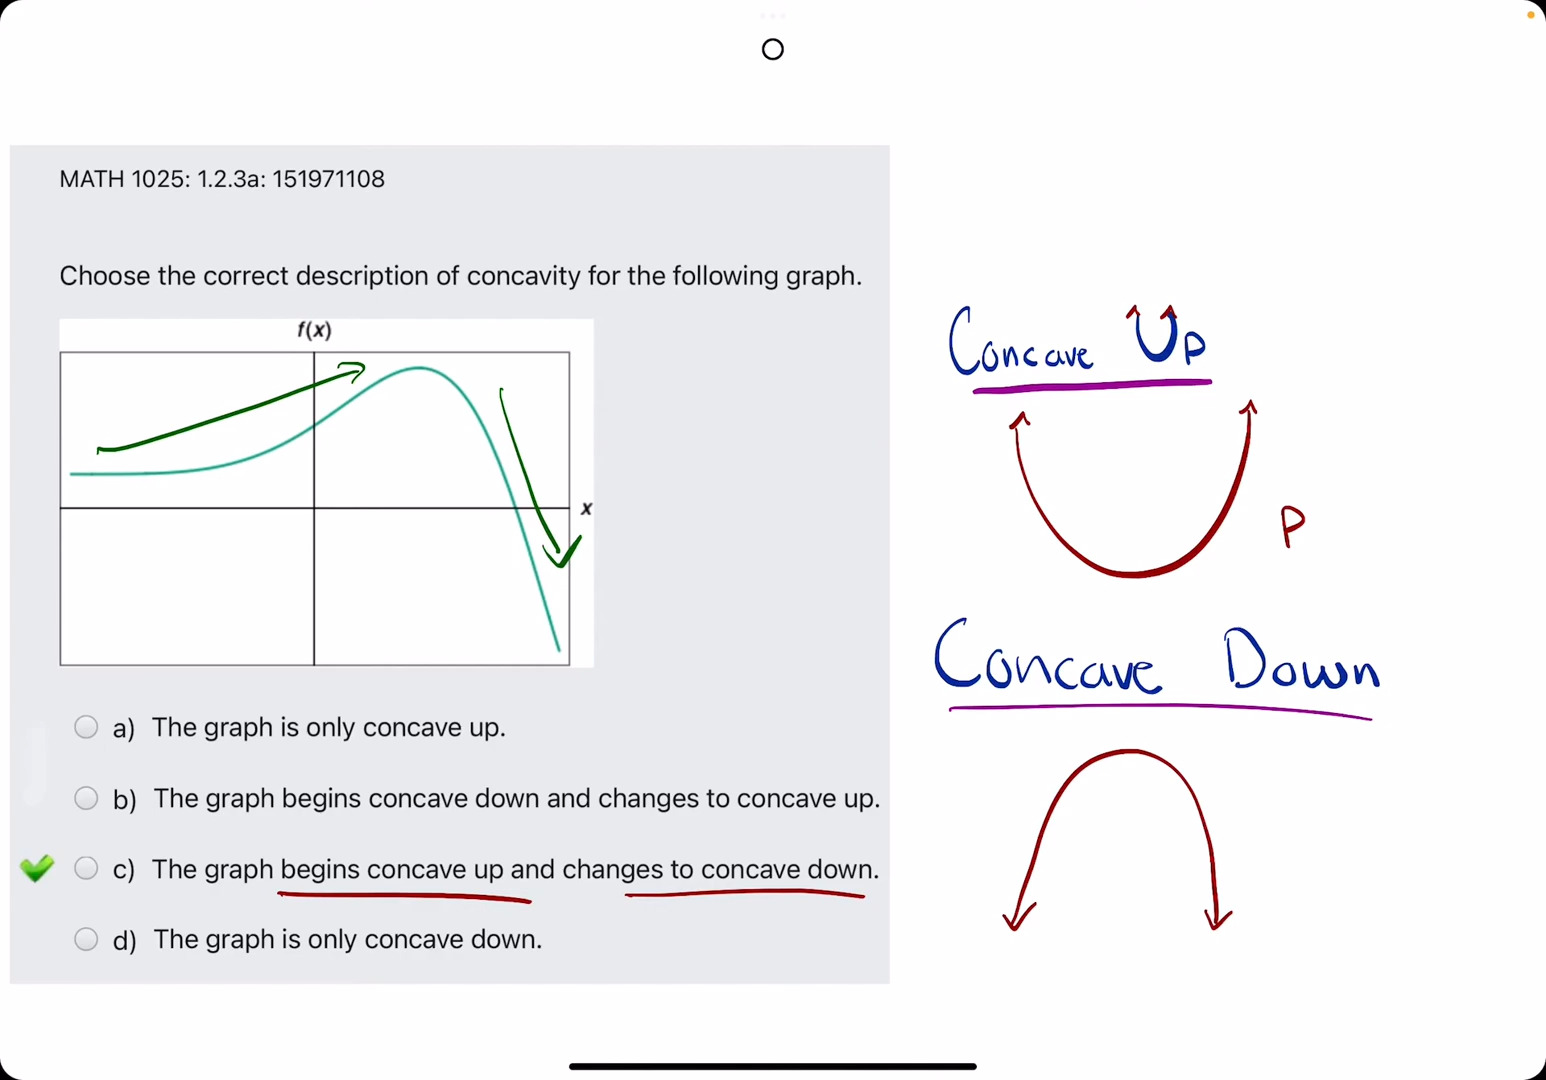 MATH 1025: 1.2.3a: 151971108
Choose the correct description of concavity for the following graph.
f(x)
x
a) The graph is only concave up.
b) The graph begins concave down and changes to concave up.
c) The graph begins concave up and changes to concave down.
d) The graph is only concave down.
Concave Up
P
Concave Down